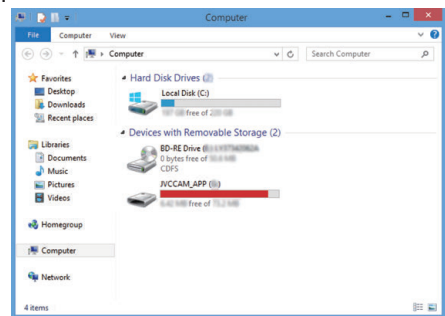 Computer
File Computer View
Computer
Search Computer
Favorites
Desktop
Downloads
Recent places
Libraries
Documents
Music
Pictures
Videos
Homegroup
Computer
Network
Hard Disk Drives
Local Disk (C:)
free of
Devices with Removable Storage (2)
BD-RE Drive
0 bytes free of
CDFS
JVCCAM_APP
free of
4 items